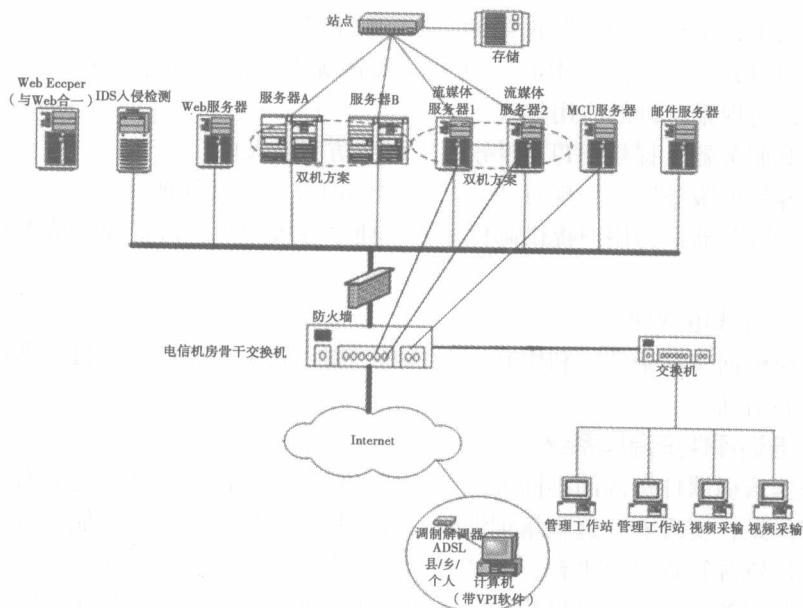 站点
存储
Web Eccper
（与Web合一）
IDS入侵检测
Web服务器
服务器A
服务器B
流媒体
服务器1
流媒体
服务器2
MCU服务器
邮件服务器
双机方案
双机方案
防火墙
电信机房骨干交换机
交换机
Internet
管理工作站
管理工作站
视频采输
视频采输
调制解调器
ADSL
县/乡/
个人
计算机
（带VPI软件）